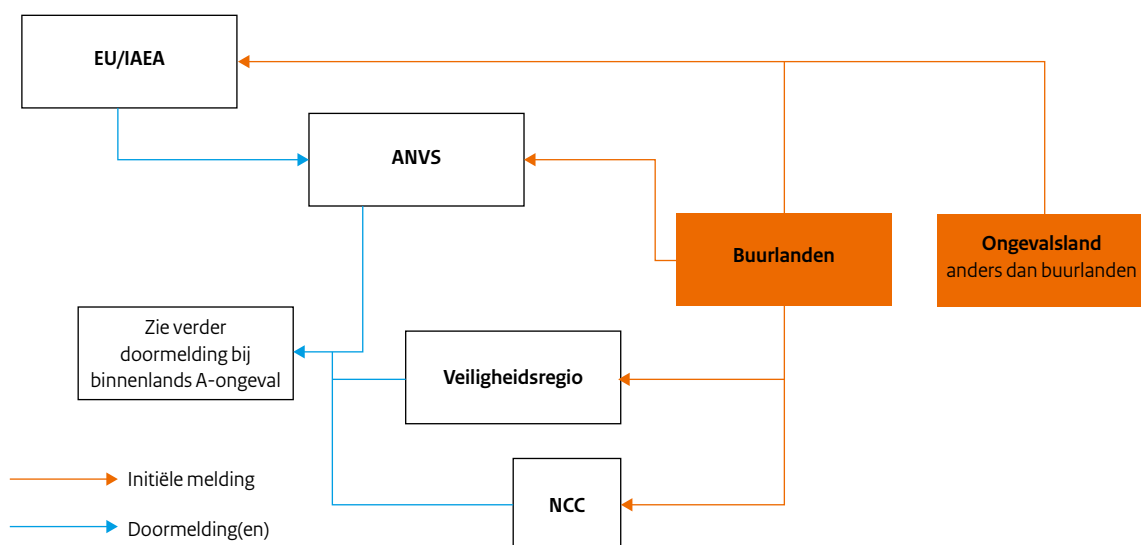 EU/IAEA
ANVS
Buurlanden
Ongevalsland
anders dan buurlanden
Zie verder
doormelding bij
binnenlands A-ongeval
Veiligheidsregio
NCC
Initiële melding
Doormelding(en)